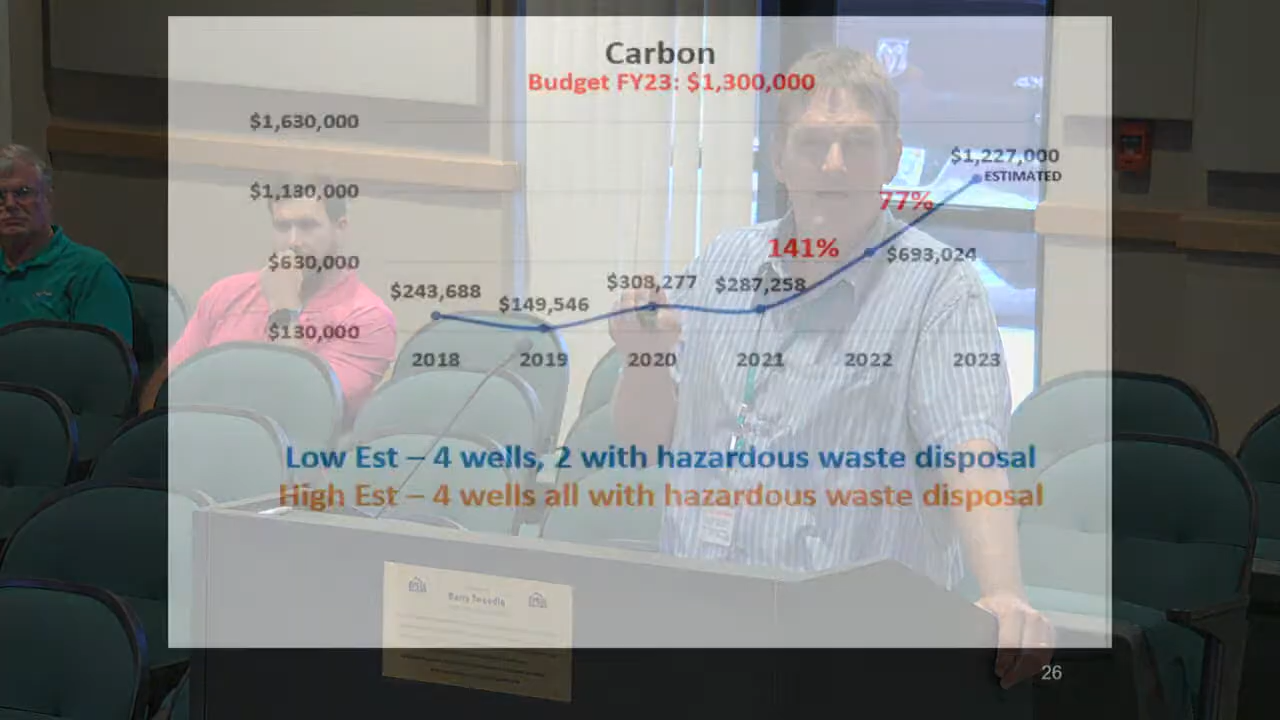 Carbon
Budget FY23: $1,300,000
$1,630,000
$1,130,000
$630,000
$130,000
$243,688
$149,546
$308,277
$287,258
141%
$693,024
77%
$1,227,000
ESTIMATED
2018 2019 2020 2021 2022 2023
Low Est – 4 wells, 2 with hazardous waste disposal
High Est – 4 wells all with hazardous waste disposal
Barry Tweedle
26